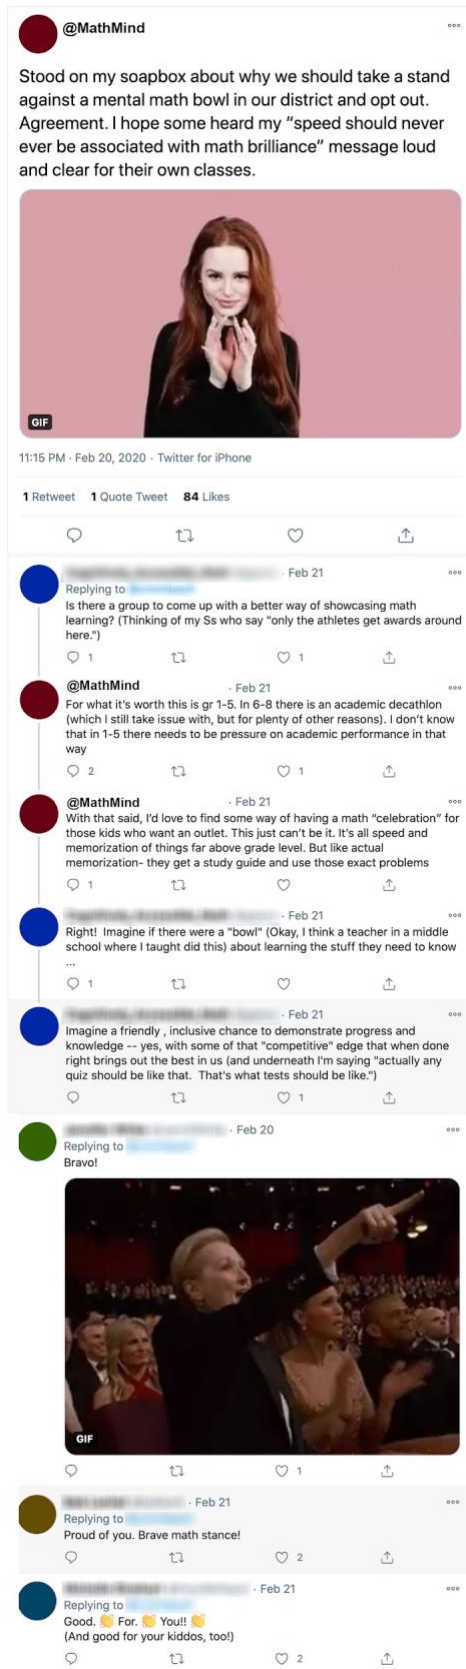 @MathMind
Stood on my soapbox about why we should take a stand
against a mental math bowl in our district and opt out.
Agreement. I hope some heard my “speed should never
ever be associated with math brilliance” message loud
and clear for their own classes.
GIF
11:15 PM · Feb 20, 2020 · Twitter for iPhone
1 Retweet 1 Quote Tweet 84 Likes
· Feb 21
Replying to
Is there a group to come up with a better way of showcasing math
learning? (Thinking of my Ss who say "only the athletes get awards around
here.")
1 1
@MathMind · Feb 21
For what it’s worth this is gr 1-5. In 6-8 there is an academic decathlon
(which I still take issue with, but for plenty of other reasons). I don’t know
that in 1-5 there needs to be pressure on academic performance in that
way
2 1
@MathMind · Feb 21
With that said, I’d love to find some way of having a math “celebration” for
those kids who want an outlet. This just can’t be it. It’s all speed and
memorization of things far above grade level. But like actual
memorization- they get a study guide and use those exact problems
1
· Feb 21
Right! Imagine if there were a "bowl" (Okay, I think a teacher in a middle
school where I taught did this) about learning the stuff they need to know
...
1
· Feb 21
Imagine a friendly , inclusive chance to demonstrate progress and
knowledge -- yes, with some of that "competitive" edge that when done
right brings out the best in us (and underneath I'm saying "actually any
quiz should be like that. That's what tests should be like.")
1
· Feb 20
Replying to
Bravo!
GIF
1
· Feb 21
Replying to
Proud of you. Brave math stance!
2
· Feb 21
Replying to
Good. 👏 For. 👏 You!! 👏
(And good for your kiddos, too!)
2